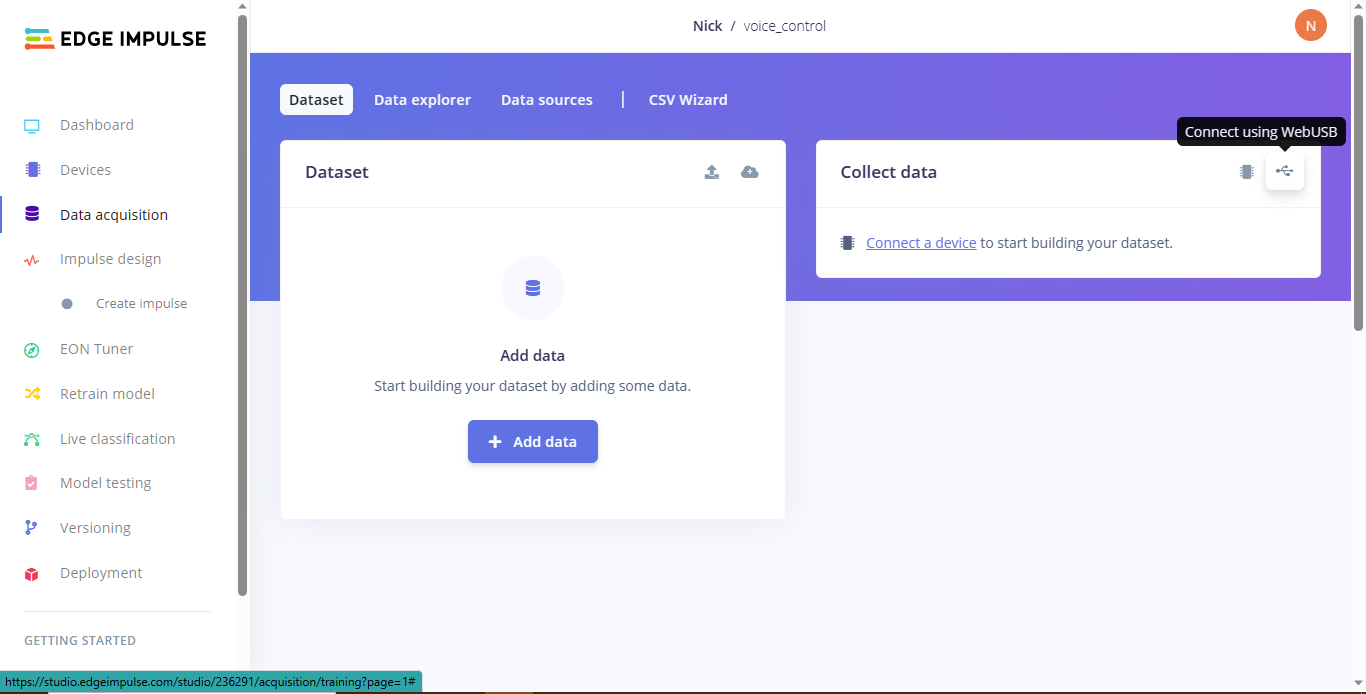 EDGE IMPULSE
Nick / voice_control
N
Dashboard
Devices
Data acquisition
Impulse design
Create impulse
EON Tuner
Retrain model
Live classification
Model testing
Versioning
Deployment
GETTING STARTED
Dataset Data explorer Data sources | CSV Wizard
Dataset
Add data
Start building your dataset by adding some data.
+ Add data
Connect using WebUSB
Collect data
Connect a device to start building your dataset.
https://studio.edgeimpulse.com/studio/236291/acquisition/training?page=1#